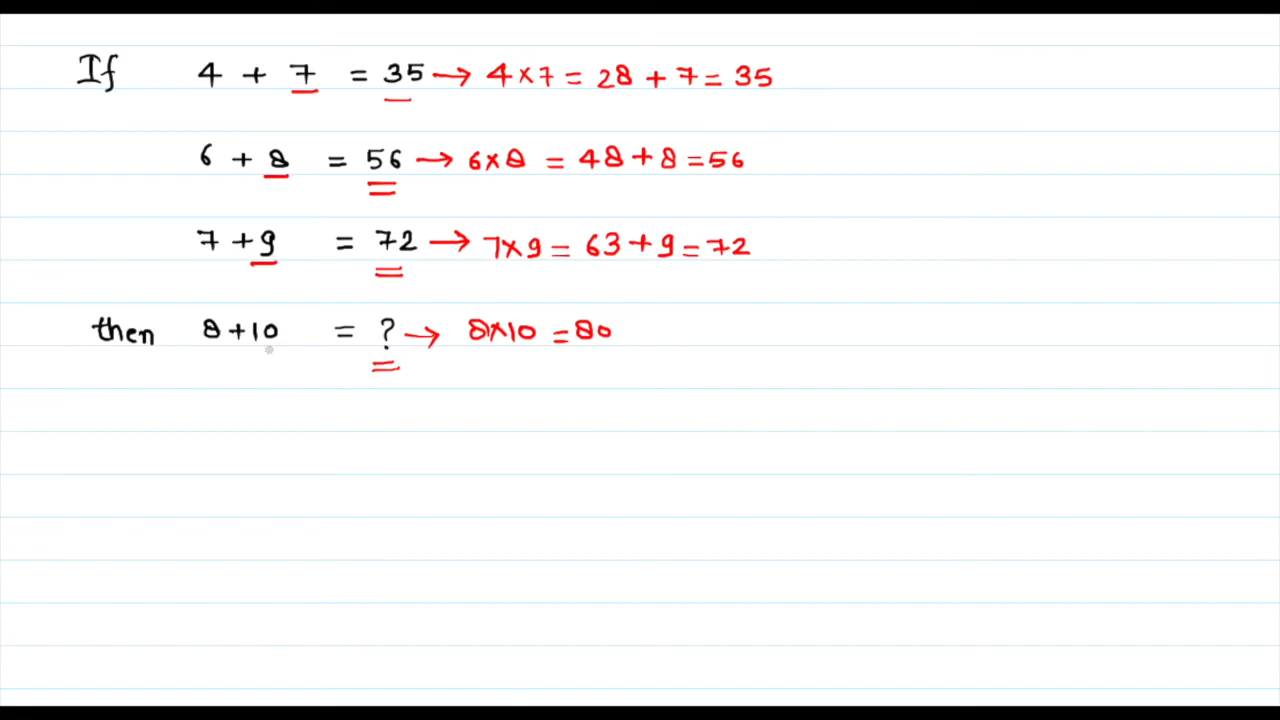 If 4 + 7 = 35 → 4×7 = 28 + 7 = 35
6 + 8 = 56 → 6×8 = 48 + 8 = 56
7 + 9 = 72 → 7×9 = 63 + 9 = 72
then 8 + 10 = ? → 8×10 = 80